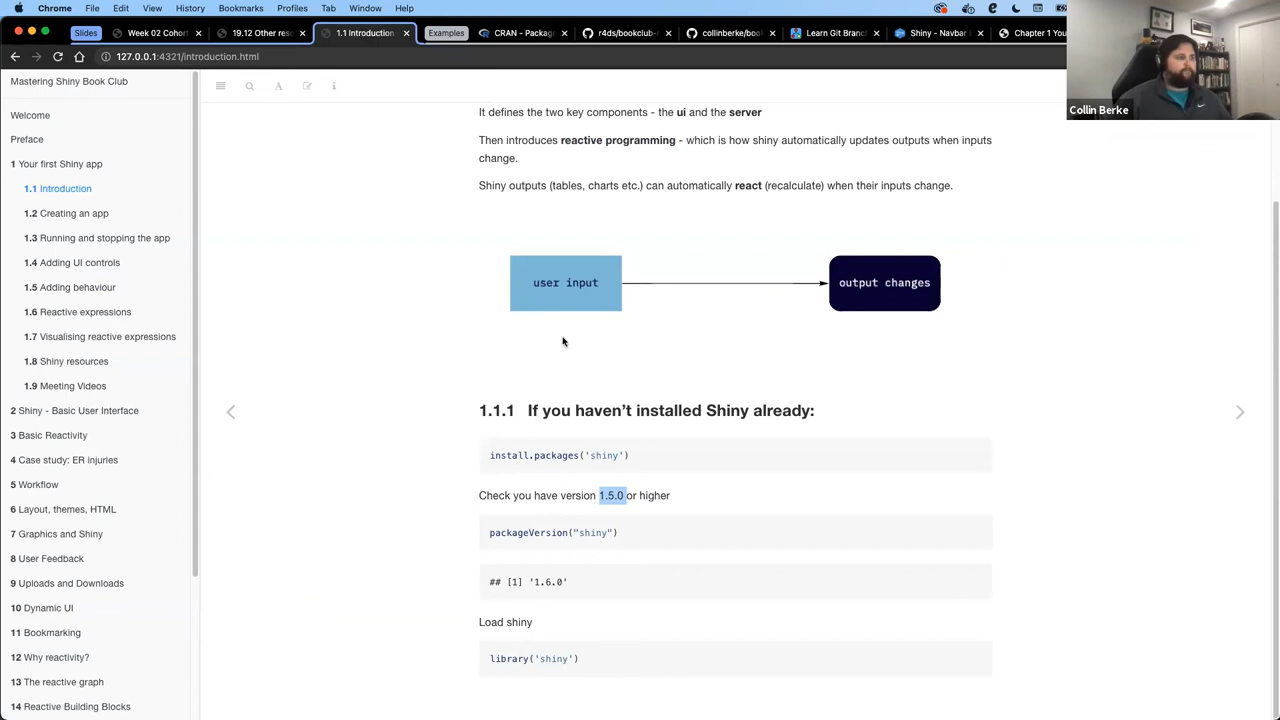 Chrome File Edit View History Bookmarks Profiles Tab Window Help
Slides Week 02 Cohort 19.12 Other res 1.1 Introduction Examples CRAN - Packag r4ds/bookclub- collinberke/boo Learn Git Branc Shiny - Navbar Chapter 1 You
127.0.0.1:4321/introduction.html
Collin Berke
Mastering Shiny Book Club
Welcome
Preface
1 Your first Shiny app
1.1 Introduction
1.2 Creating an app
1.3 Running and stopping the app
1.4 Adding UI controls
1.5 Adding behaviour
1.6 Reactive expressions
1.7 Visualising reactive expressions
1.8 Shiny resources
1.9 Meeting Videos
2 Shiny - Basic User Interface
3 Basic Reactivity
4 Case study: ER injuries
5 Workflow
6 Layout, themes, HTML
7 Graphics and Shiny
8 User Feedback
9 Uploads and Downloads
10 Dynamic UI
11 Bookmarking
12 Why reactivity?
13 The reactive graph
14 Reactive Building Blocks
It defines the two key components - the ui and the server
Then introduces reactive programming - which is how shiny automatically updates outputs when inputs
change.
Shiny outputs (tables, charts etc.) can automatically react (recalculate) when their inputs change.
user input
output changes
1.1.1 If you haven't installed Shiny already:
install.packages('shiny')
Check you have version 1.5.0 or higher
packageVersion("shiny")
## [1] '1.6.0'
Load shiny
library('shiny')